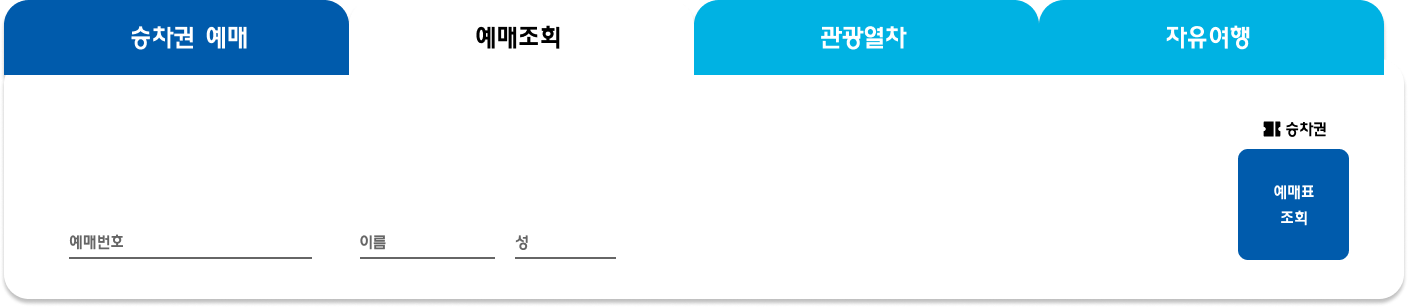 승차권 예매
예매조회
관광열차
자유여행
승차권
예매표
조회
예매번호
이름
성